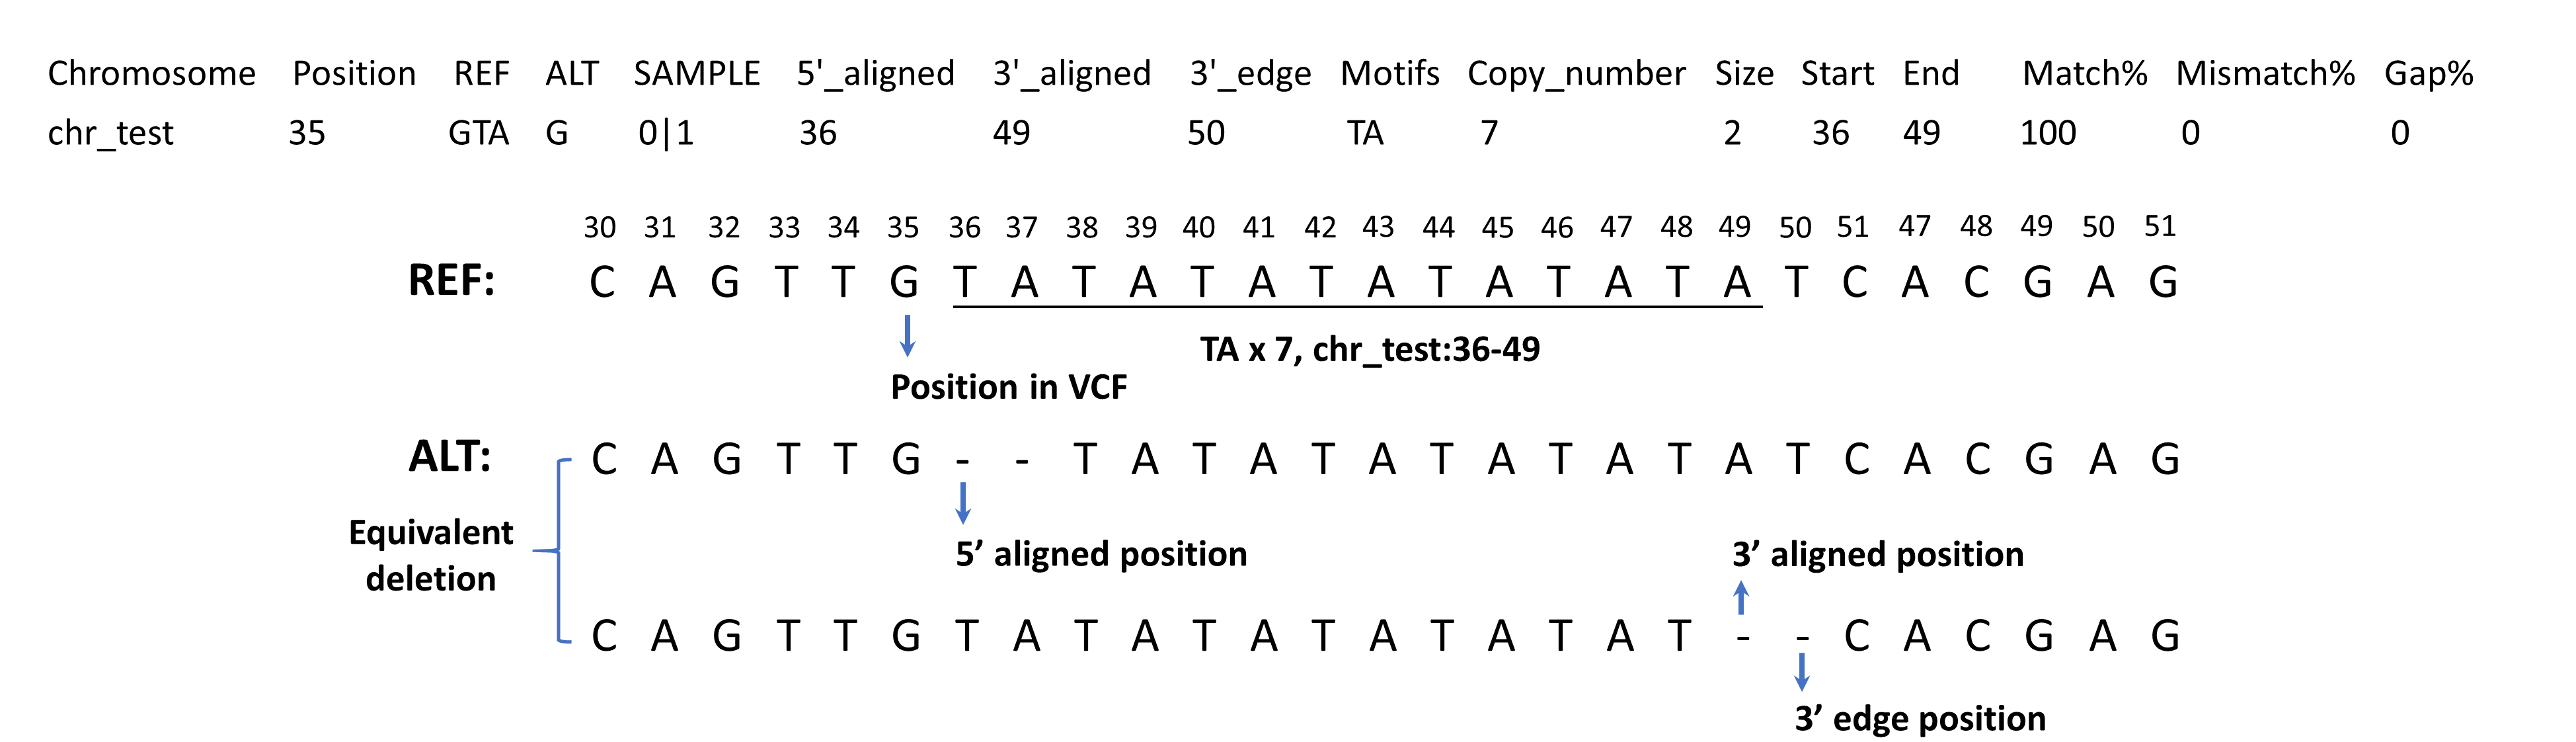 Chromosome Position REF ALT SAMPLE 5'_aligned 3'_aligned 3'_edge Motifs Copy_number Size Start End Match% Mismatch% Gap%
chr_test 35 GTA G 0|1 36 49 50 TA 7 2 36 49 100 0 0
30 31 32 33 34 35 36 37 38 39 40 41 42 43 44 45 46 47 48 49 50 51 47 48 49 50 51
REF: C A G T T G T A T A T A T A T A T A T A T C A C G A G
TA x 7, chr_test:36-49
Position in VCF
ALT: C A G T T G - - T A T A T A T A T A T A T C A C G A G
Equivalent
deletion
5’ aligned position
3’ aligned position
C A G T T G T A T A T A T A T A T A T - - C A C G A G
3’ edge position